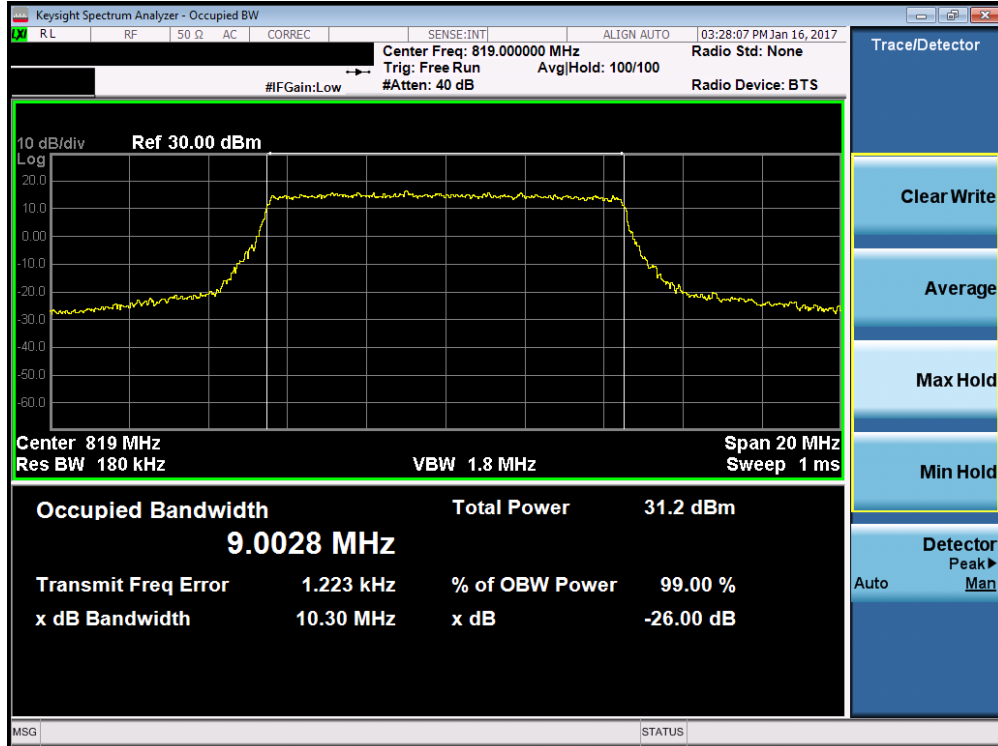 Keysight Spectrum Analyzer - Occupied BW
LXI RL RF 50 Ω AC CORREC SENSE:INT ALIGN AUTO 03:28:07 PM Jan 16, 2017
Center Freq: 819.000000 MHz Radio Std: None
Trig: Free Run Avg|Hold: 100/100
#IFGain:Low #Atten: 40 dB Radio Device: BTS
Trace/Detector
10 dB/div Ref 30.00 dBm
Log
20.0
10.0
0.00
-10.0
-20.0
-30.0
-40.0
-50.0
-60.0
Center 819 MHz Span 20 MHz
Res BW 180 kHz VBW 1.8 MHz Sweep 1 ms
Occupied Bandwidth Total Power 31.2 dBm
9.0028 MHz
Transmit Freq Error 1.223 kHz % of OBW Power 99.00 %
x dB Bandwidth 10.30 MHz x dB -26.00 dB
Clear Write
Average
Max Hold
Min Hold
Detector
Peak▶
Auto Man
MSG STATUS